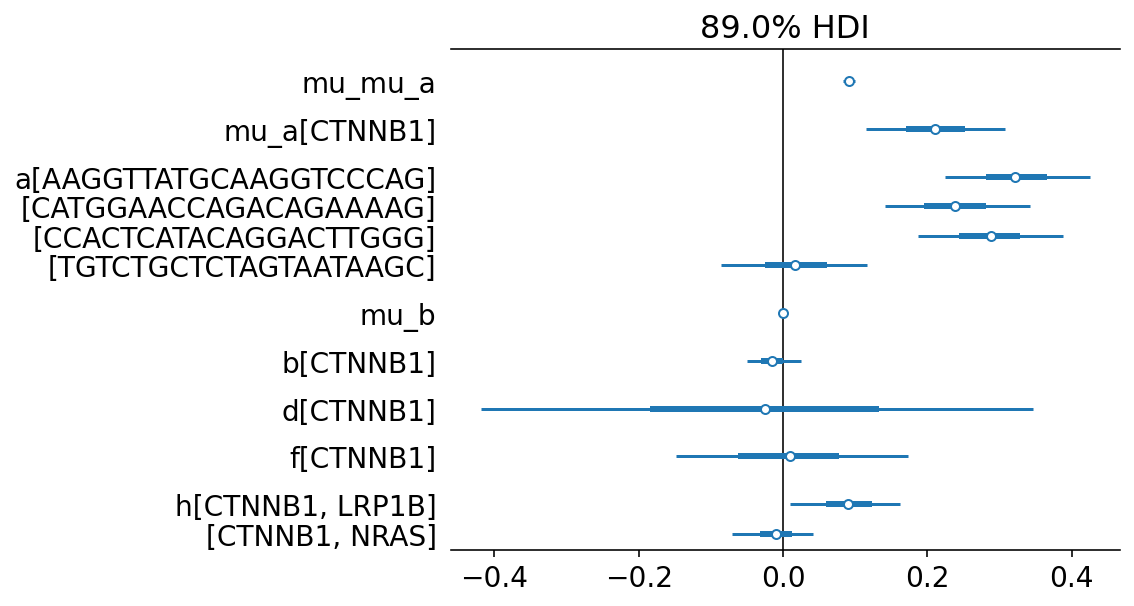 89.0% HDI
mu_mu_a
mu_a[CTNNB1]
a[AAGGTTATGCAAGGTCCCAG]
[CATGGAACCAGACAGAAAAG]
[CCACTCATACAGGACTTGGG]
[TGTCTGCTCTAGTAATAAGC]
mu_b
b[CTNNB1]
d[CTNNB1]
f[CTNNB1]
h[CTNNB1, LRP1B]
[CTNNB1, NRAS]
−0.4 −0.2 0.0 0.2 0.4